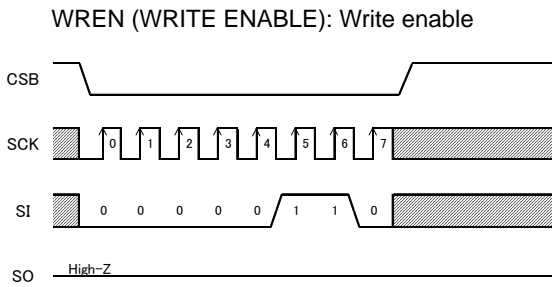 WREN (WRITE ENABLE): Write enable
CSB
SCK 0 1 2 3 4 5 6 7
SI 0 0 0 0 0 1 1 0
SO High-Z